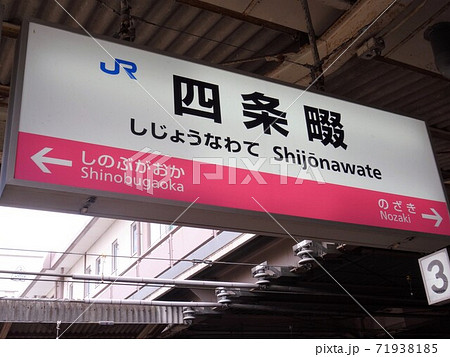 JR
四条畷
しじょうなわて Shijōnawate
← しのぶがおか
Shinobugaoka
のざき →
Nozaki
3
PIXTA
pixta.jp - 71938185